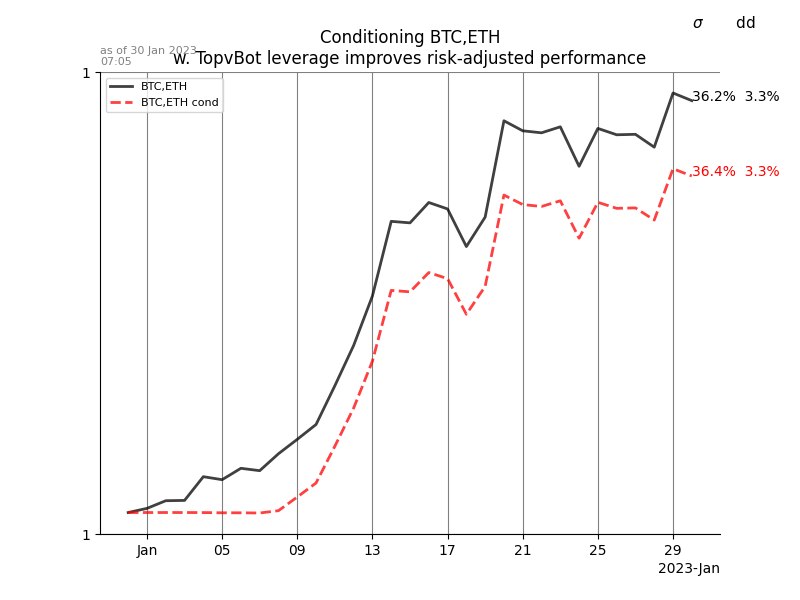 σ dd
Conditioning BTC,ETH
as of 30 Jan 2023
07:05
w. TopvBot leverage improves risk-adjusted performance
1
BTC,ETH
BTC,ETH cond
36.2% 3.3%
36.4% 3.3%
1
Jan 05 09 13 17 21 25 29
2023-Jan